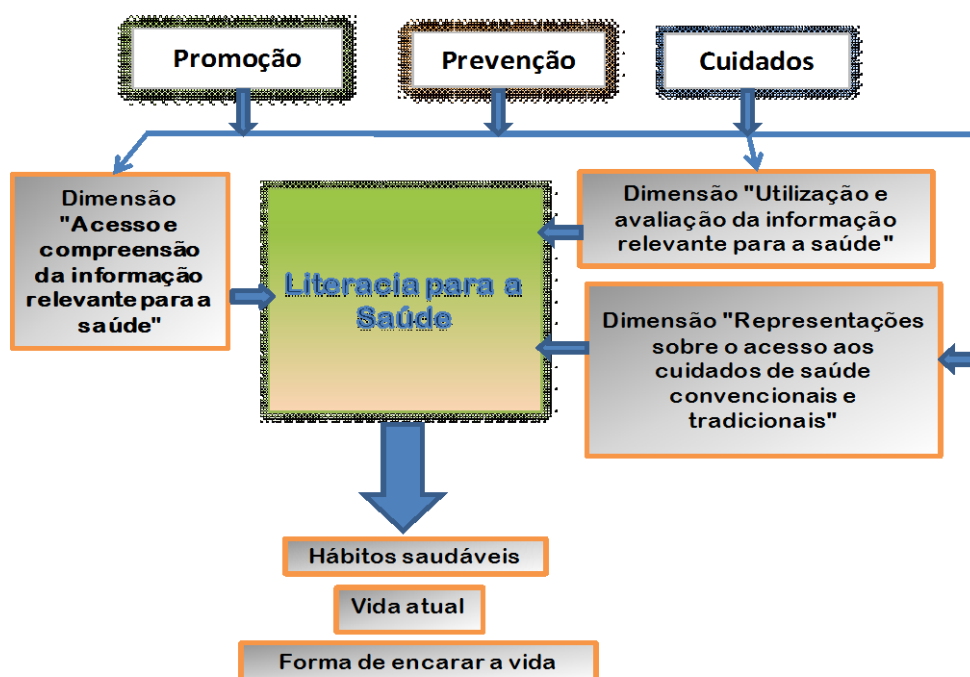 Promoção
Prevenção
Cuidados
Dimensão
"Acesso e
compreensão
da informação
relevante para a
saúde"
Literacia para a
Saúde
Dimensão "Utilização e
avaliação da informação
relevante para a saúde"
Dimensão "Representações
sobre o acesso aos
cuidados de saúde
convencionais e
tradicionais"
Hábitos saudáveis
Vida atual
Forma de encarar a vida